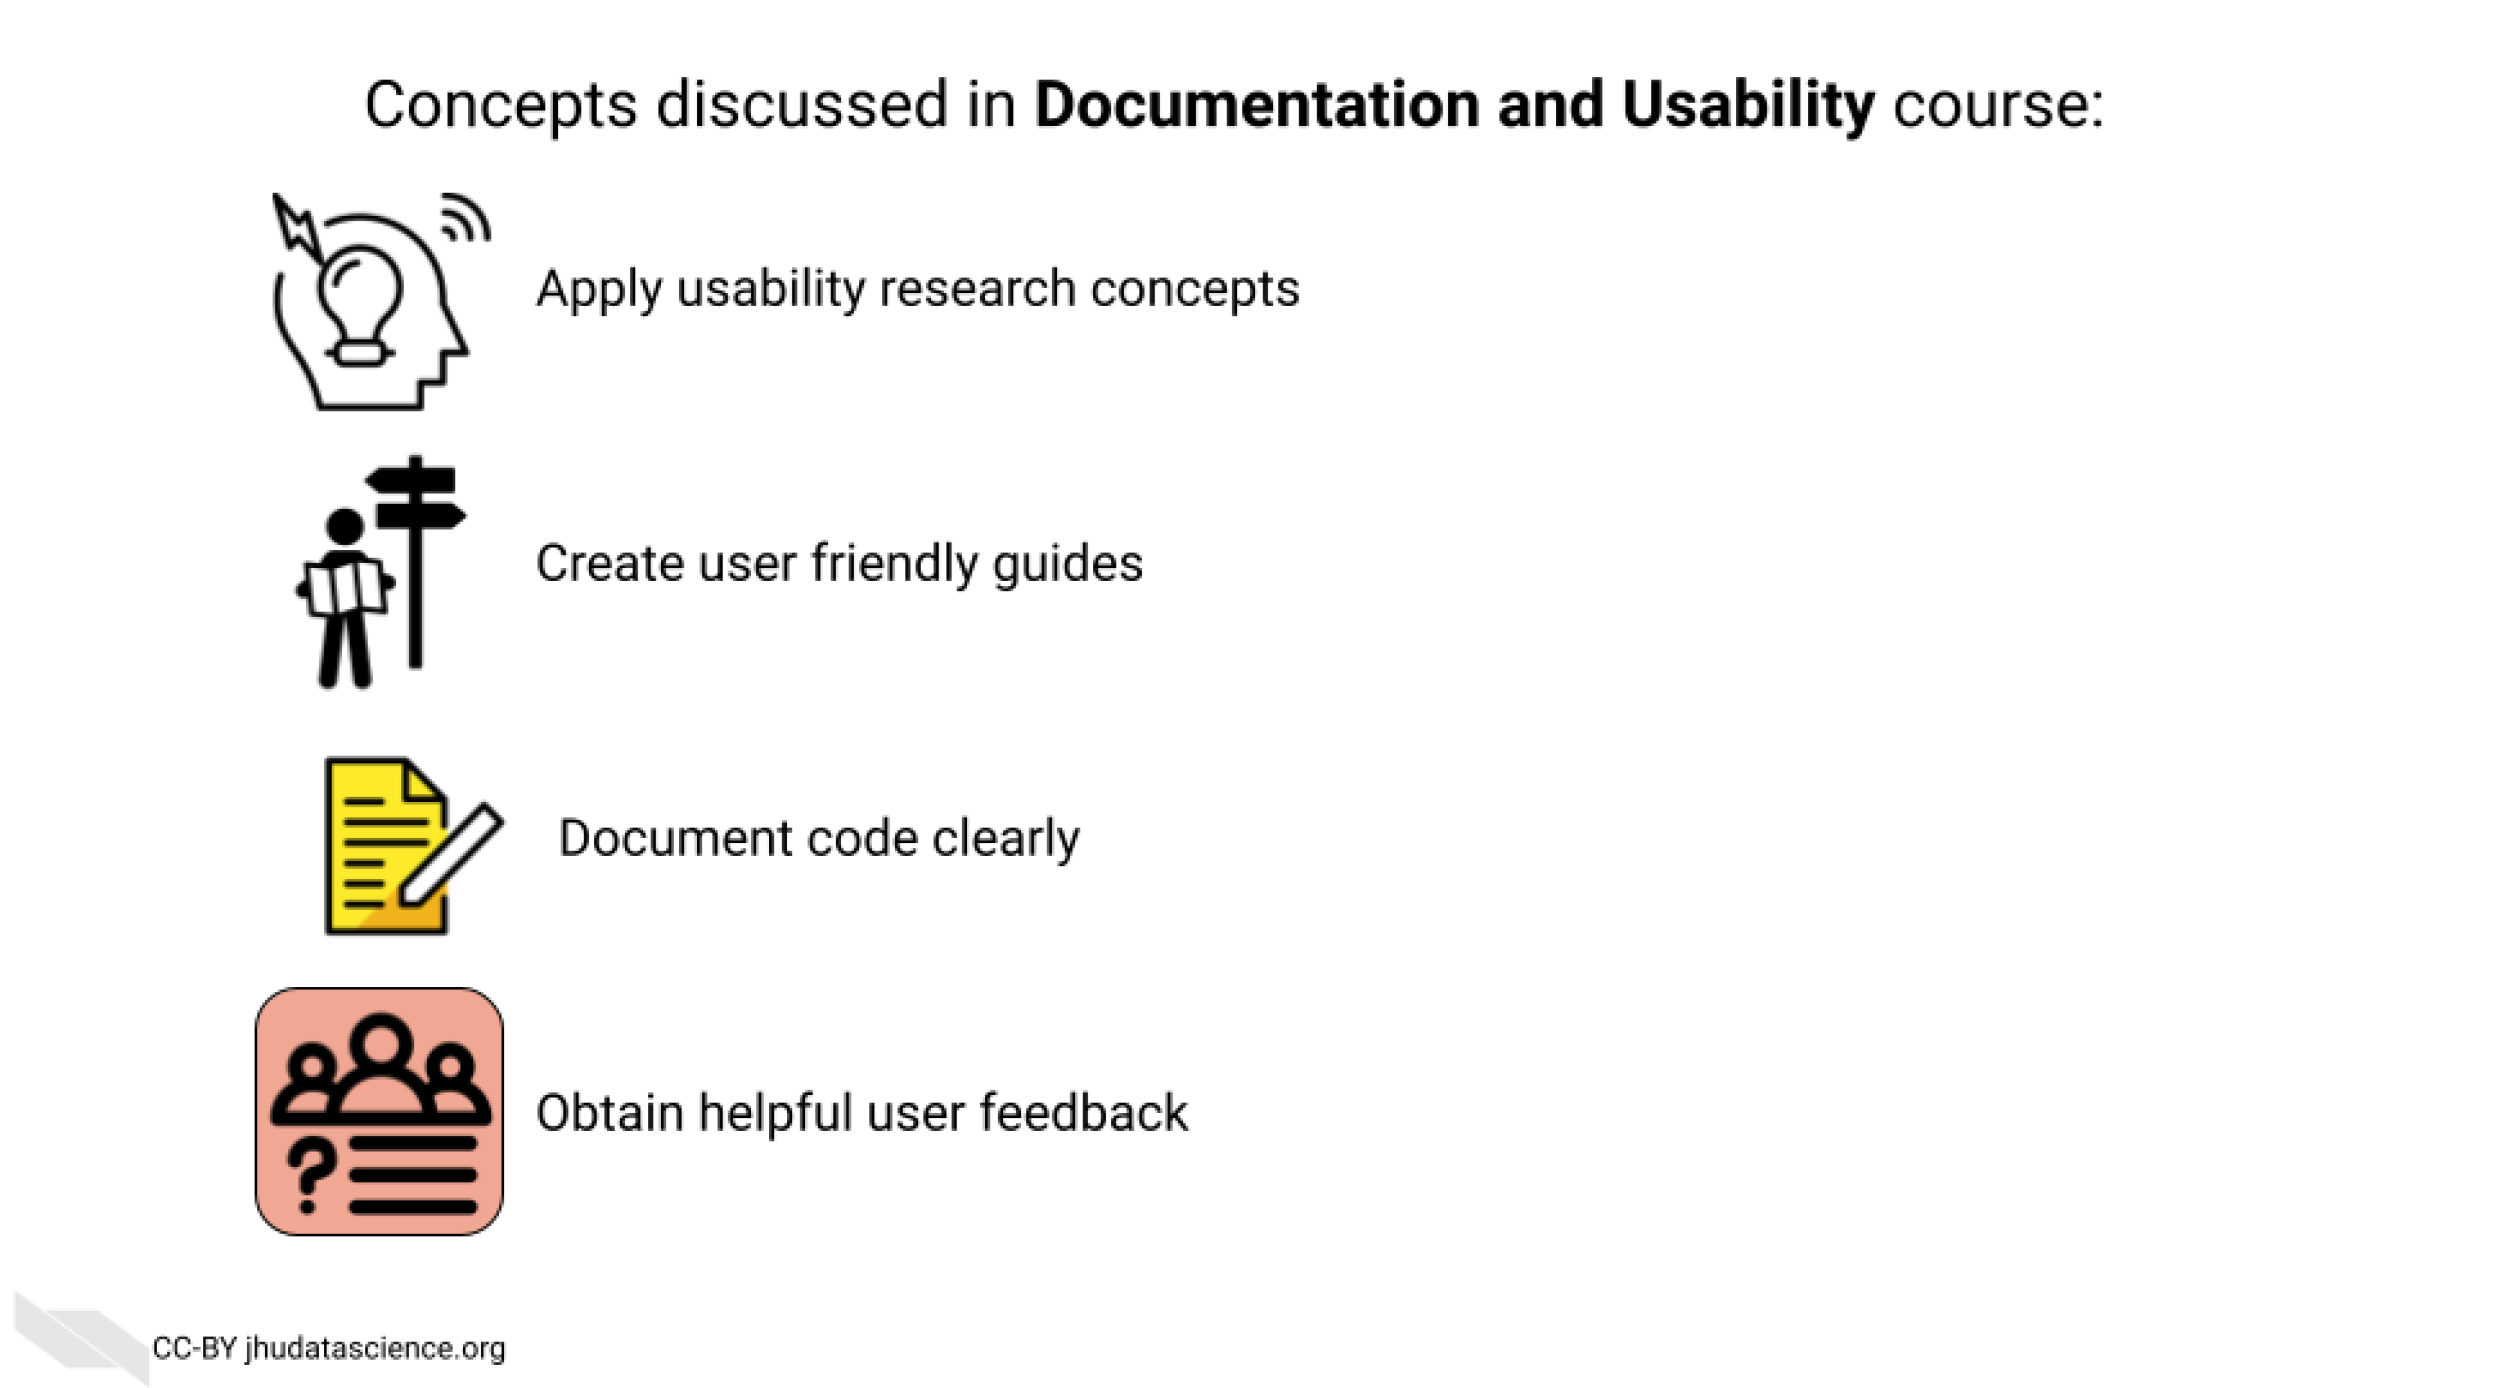 Concepts discussed in Documentation and Usability course:
Apply usability research concepts
Create user friendly guides
Document code clearly
Obtain helpful user feedback
CC-BY jhudatascience.org